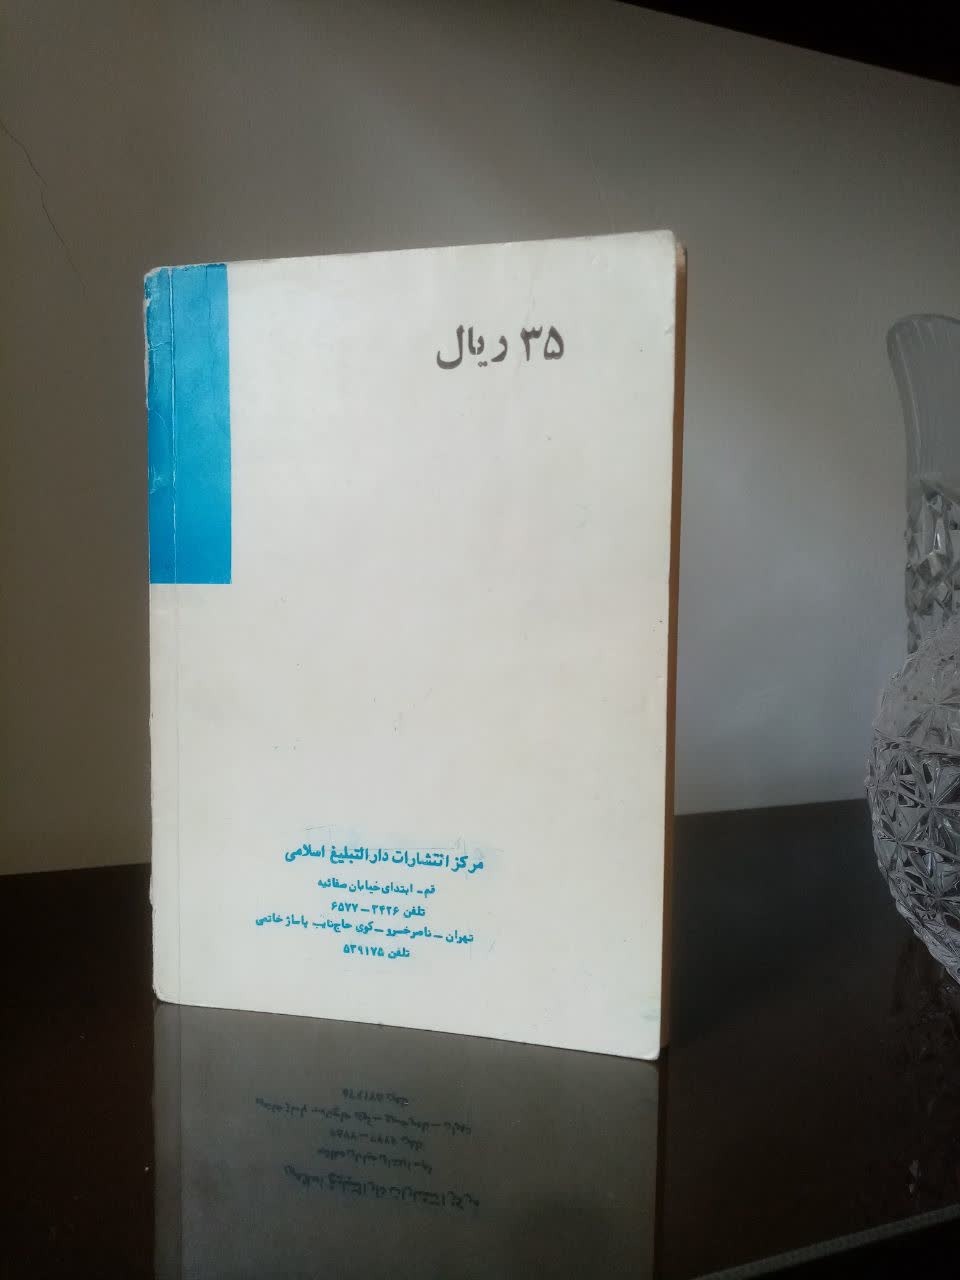 ۳۵ ریال
مرکز انتشارات دارالتبلیغ اسلامی
قم - ابتدای خیابان صفائیه
تلفن ۳۴۲۶ - ۶۵۷۷
تهران - ناصرخسرو - کوی حاج نایب پاساژ خاتمی
تلفن ۵۳۹۱۷۵